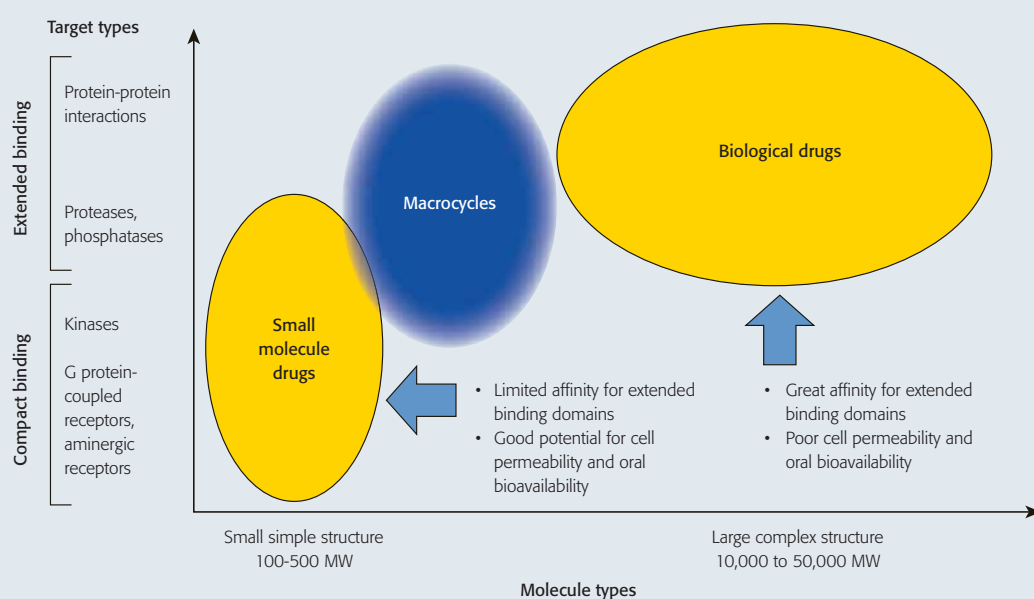 Target types
Extended binding
Protein-protein
interactions
Proteases,
phosphatases
Compact binding
Kinases
G protein-
coupled
receptors,
aminergic
receptors
Macrocycles
Biological drugs
Small
molecule
drugs
• Limited affinity for extended
binding domains
• Good potential for cell
permeability and oral
bioavailability
• Great affinity for extended
binding domains
• Poor cell permeability and
oral bioavailability
Small simple structure
100-500 MW
Large complex structure
10,000 to 50,000 MW
Molecule types